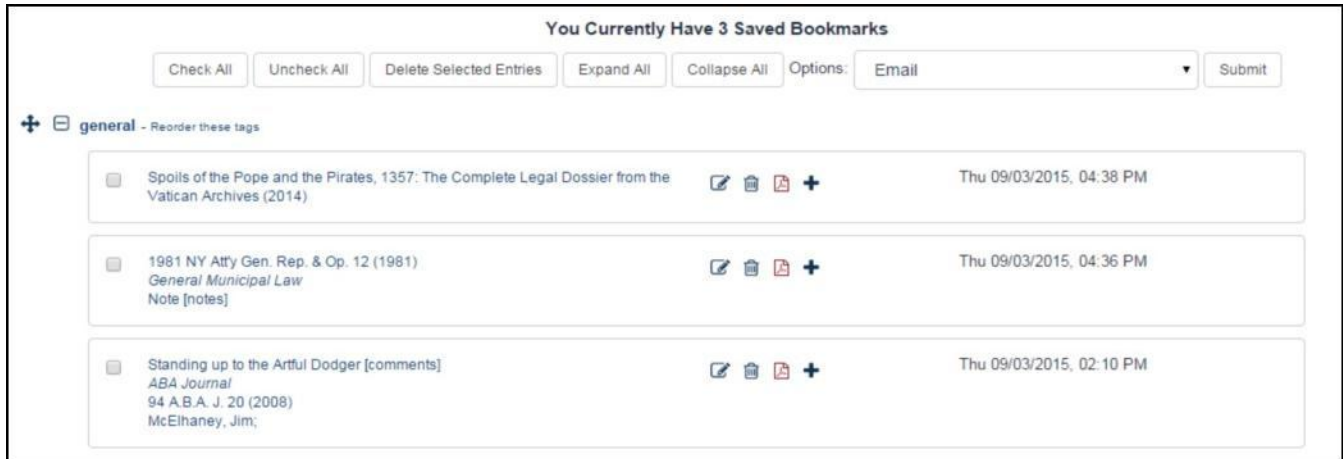 You Currently Have 3 Saved Bookmarks
Check All Uncheck All Delete Selected Entries Expand All Collapse All Options: Email Submit
general - Reorder these tags
Spoils of the Pope and the Pirates, 1357: The Complete Legal Dossier from the Thu 09/03/2015, 04:38 PM
Vatican Archives (2014)
1981 NY Att'y Gen. Rep. & Op. 12 (1981) Thu 09/03/2015, 04:36 PM
General Municipal Law
Note [notes]
Standing up to the Artful Dodger [comments] Thu 09/03/2015, 02:10 PM
ABA Journal
94 A.B.A. J. 20 (2008)
McElhaney, Jim;